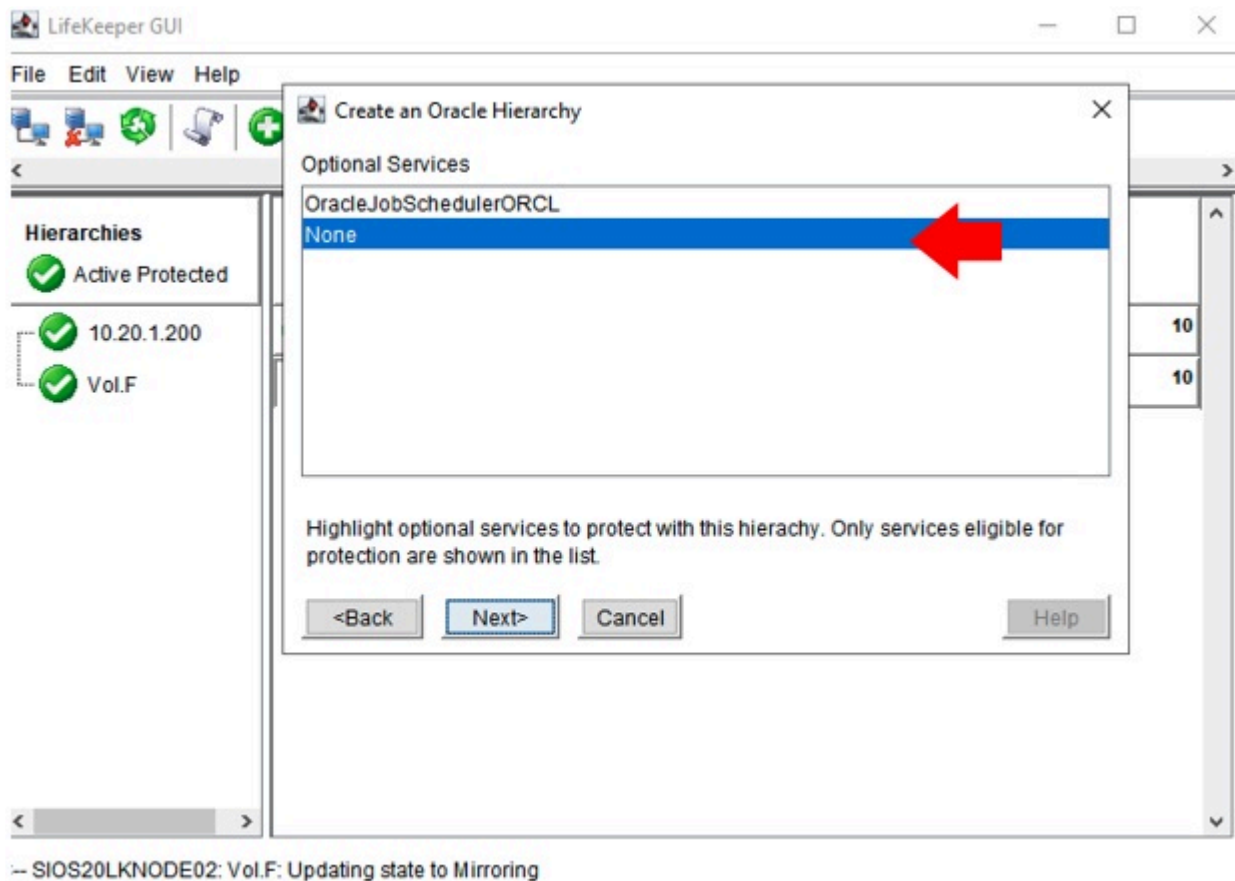 LifeKeeper GUI
File Edit View Help
Create an Oracle Hierarchy
Optional Services
OracleJobSchedulerORCL
None
Hierarchies
Active Protected
10.20.1.200
10
Vol.F
10
Highlight optional services to protect with this hierachy. Only services eligible for
protection are shown in the list.
<Back Next> Cancel Help
-- SIOS20LKNODE02: Vol.F: Updating state to Mirroring